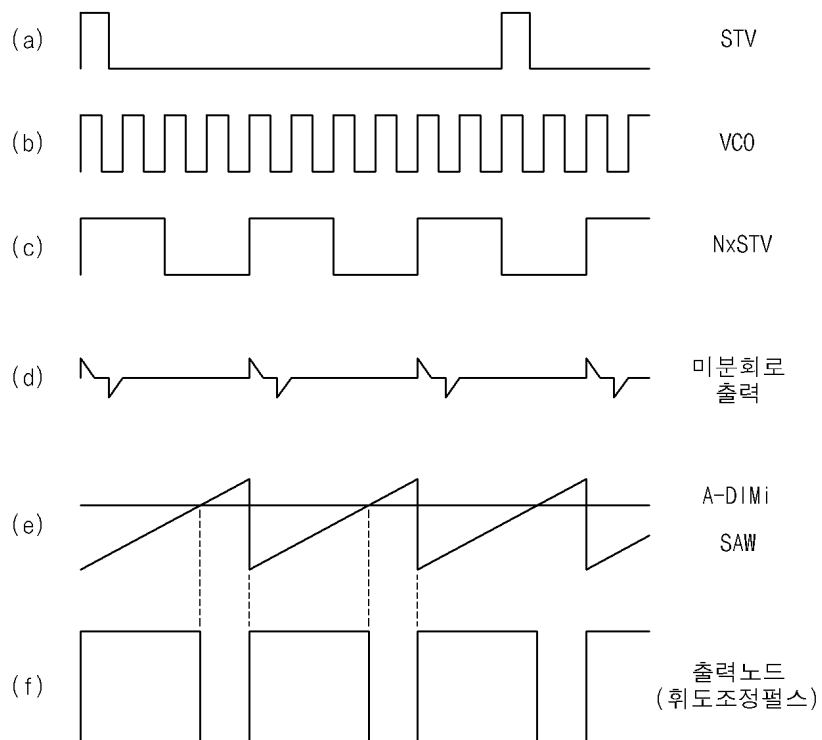 (a) STV
(b) VCO
(c) NxSTV
(d) 미분회로
출력
A-DIMi
(e)
SAW
(f) 출력노드
(휘도조정펄스)